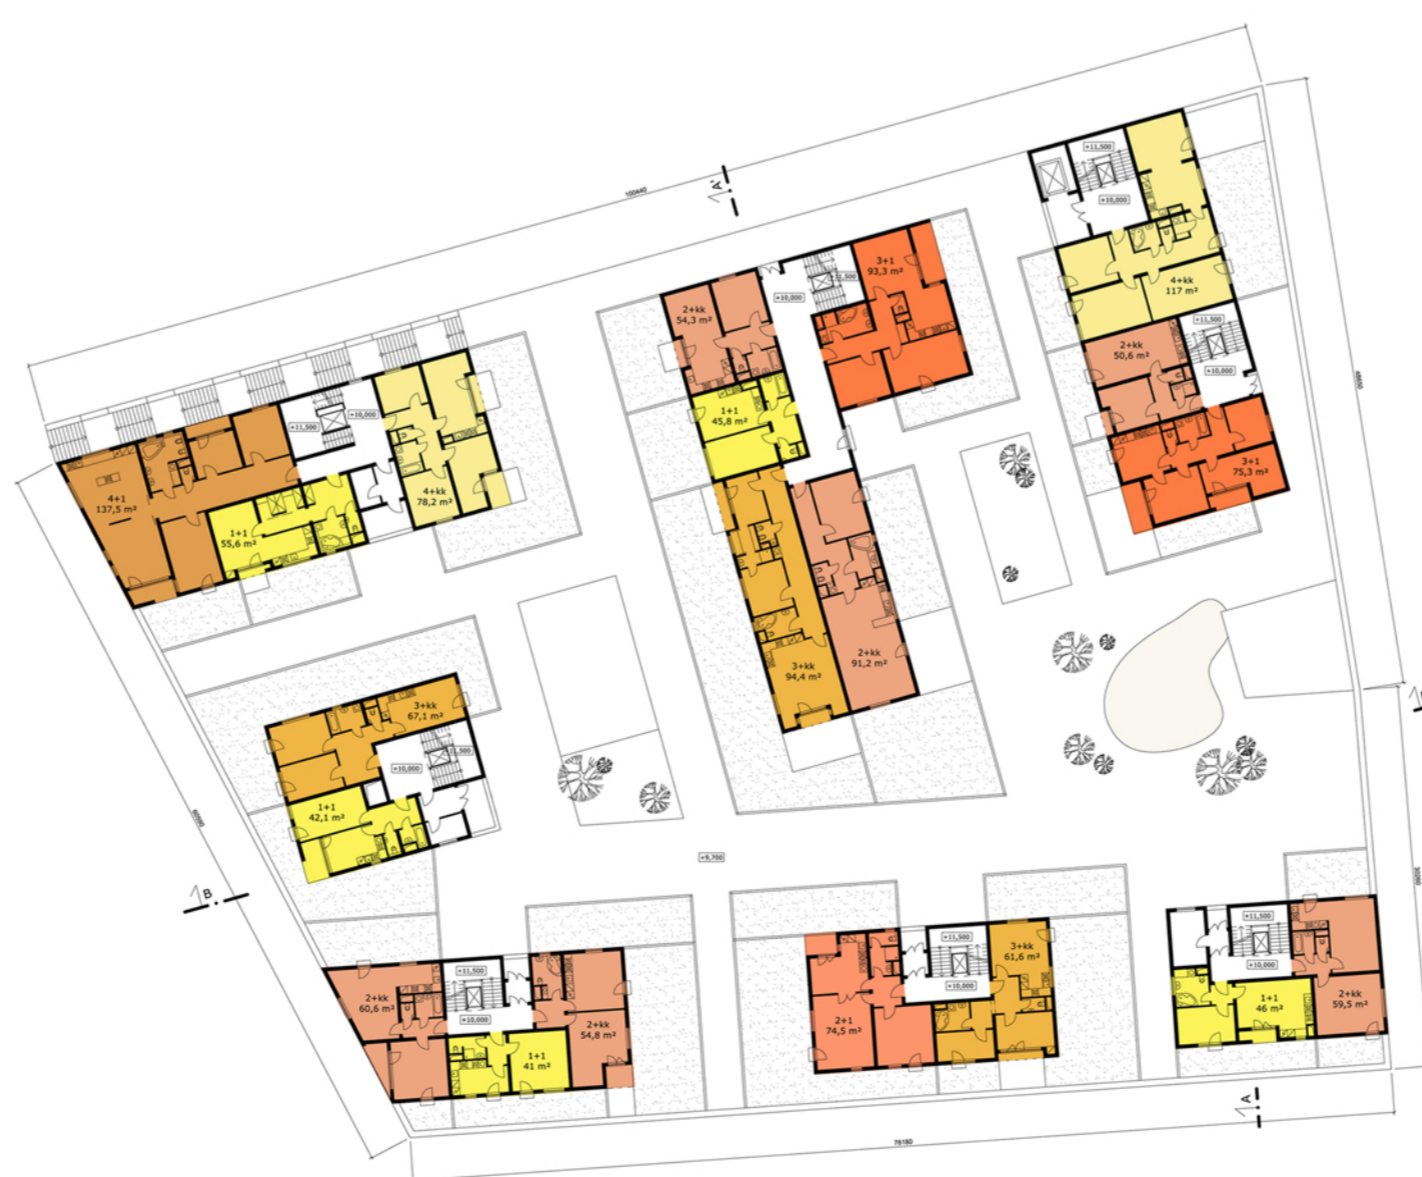 100440
A'
+11,500
+10,000
4+kk
117 m²
48650
3+1
93,3 m²
+10,000
2+kk
54,3 m²
+11,500
2+kk
50,6 m²
+10,000
1+1
45,8 m²
+10,000
+11,500
3+1
75,3 m²
4+1
137,5 m²
4+kk
78,2 m²
1+1
55,6 m²
3+kk
94,4 m²
2+kk
91,2 m²
3+kk
67,1 m²
+10,000
1+1
42,1 m²
+9,700
B
30260
2+kk
60,6 m²
+11,500
+10,000
2+kk
54,8 m²
1+1
41 m²
2+1
74,5 m²
+11,500
+10,000
3+kk
61,6 m²
+11,500
+10,000
1+1
46 m²
2+kk
59,5 m²
A
78180